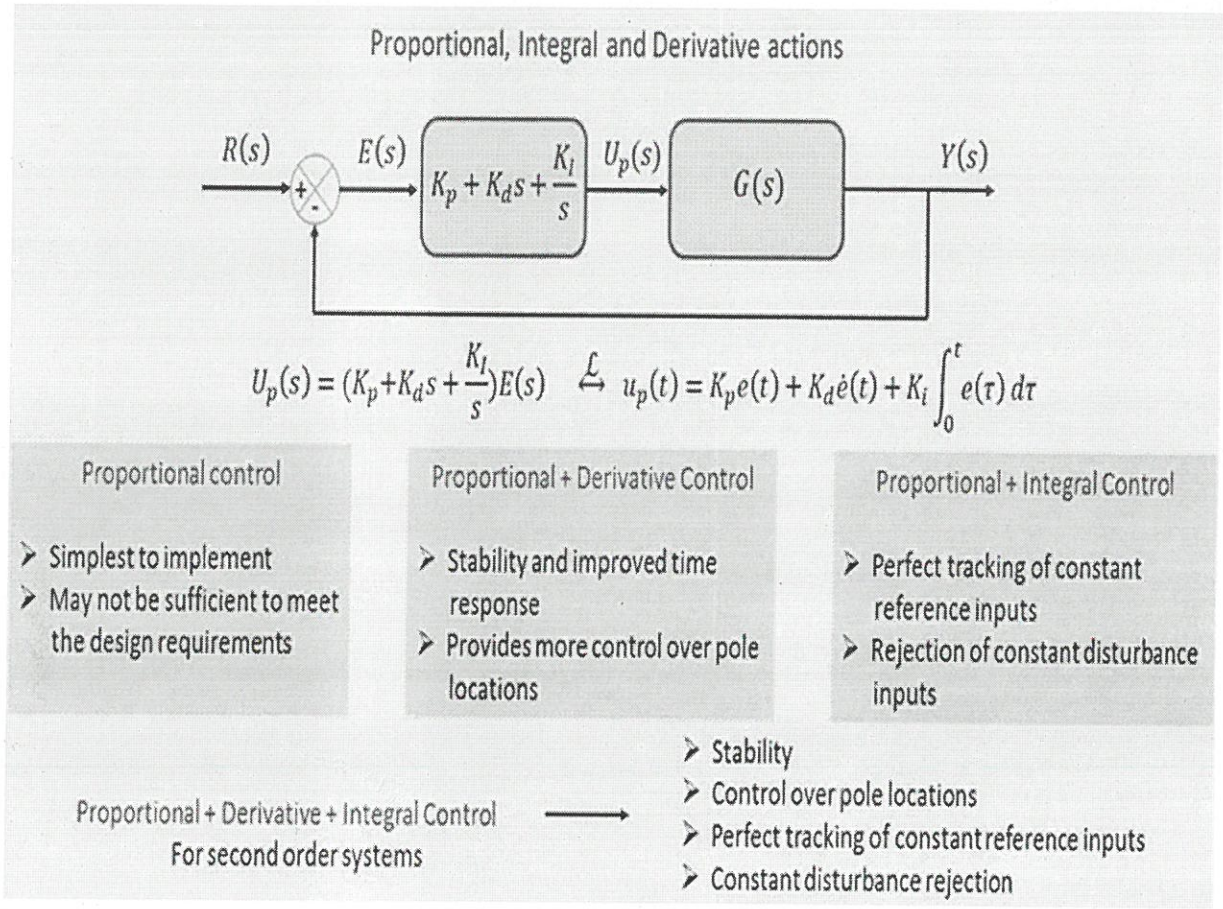 Proportional, Integral and Derivative actions
R(s)
E(s)
U_p(s)
Y(s)
+
-
K_p + K_d s + K_I/s
G(s)
U_p(s) = (K_p+K_d s + K_I/s)E(s) ℒ ↔ u_p(t) = K_p e(t) + K_d ė(t) + K_i ∫_0^t e(τ) dτ
Proportional control
➢ Simplest to implement
➢ May not be sufficient to meet
the design requirements
Proportional + Derivative Control
➢ Stability and improved time
response
➢ Provides more control over pole
locations
Proportional + Integral Control
➢ Perfect tracking of constant
reference inputs
➢ Rejection of constant disturbance
inputs
Proportional + Derivative + Integral Control
For second order systems
➢ Stability
➢ Control over pole locations
➢ Perfect tracking of constant reference inputs
➢ Constant disturbance rejection